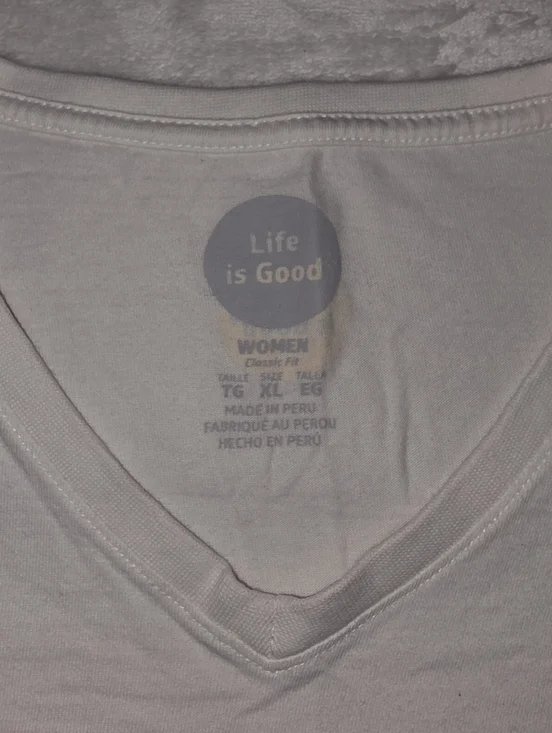 Life
is Good
WOMEN
Classic Fit
TAILLE SIZE TALLA
TG XL EG
MADE IN PERU
FABRIQUÉ AU PEROU
HECHO EN PERÚ